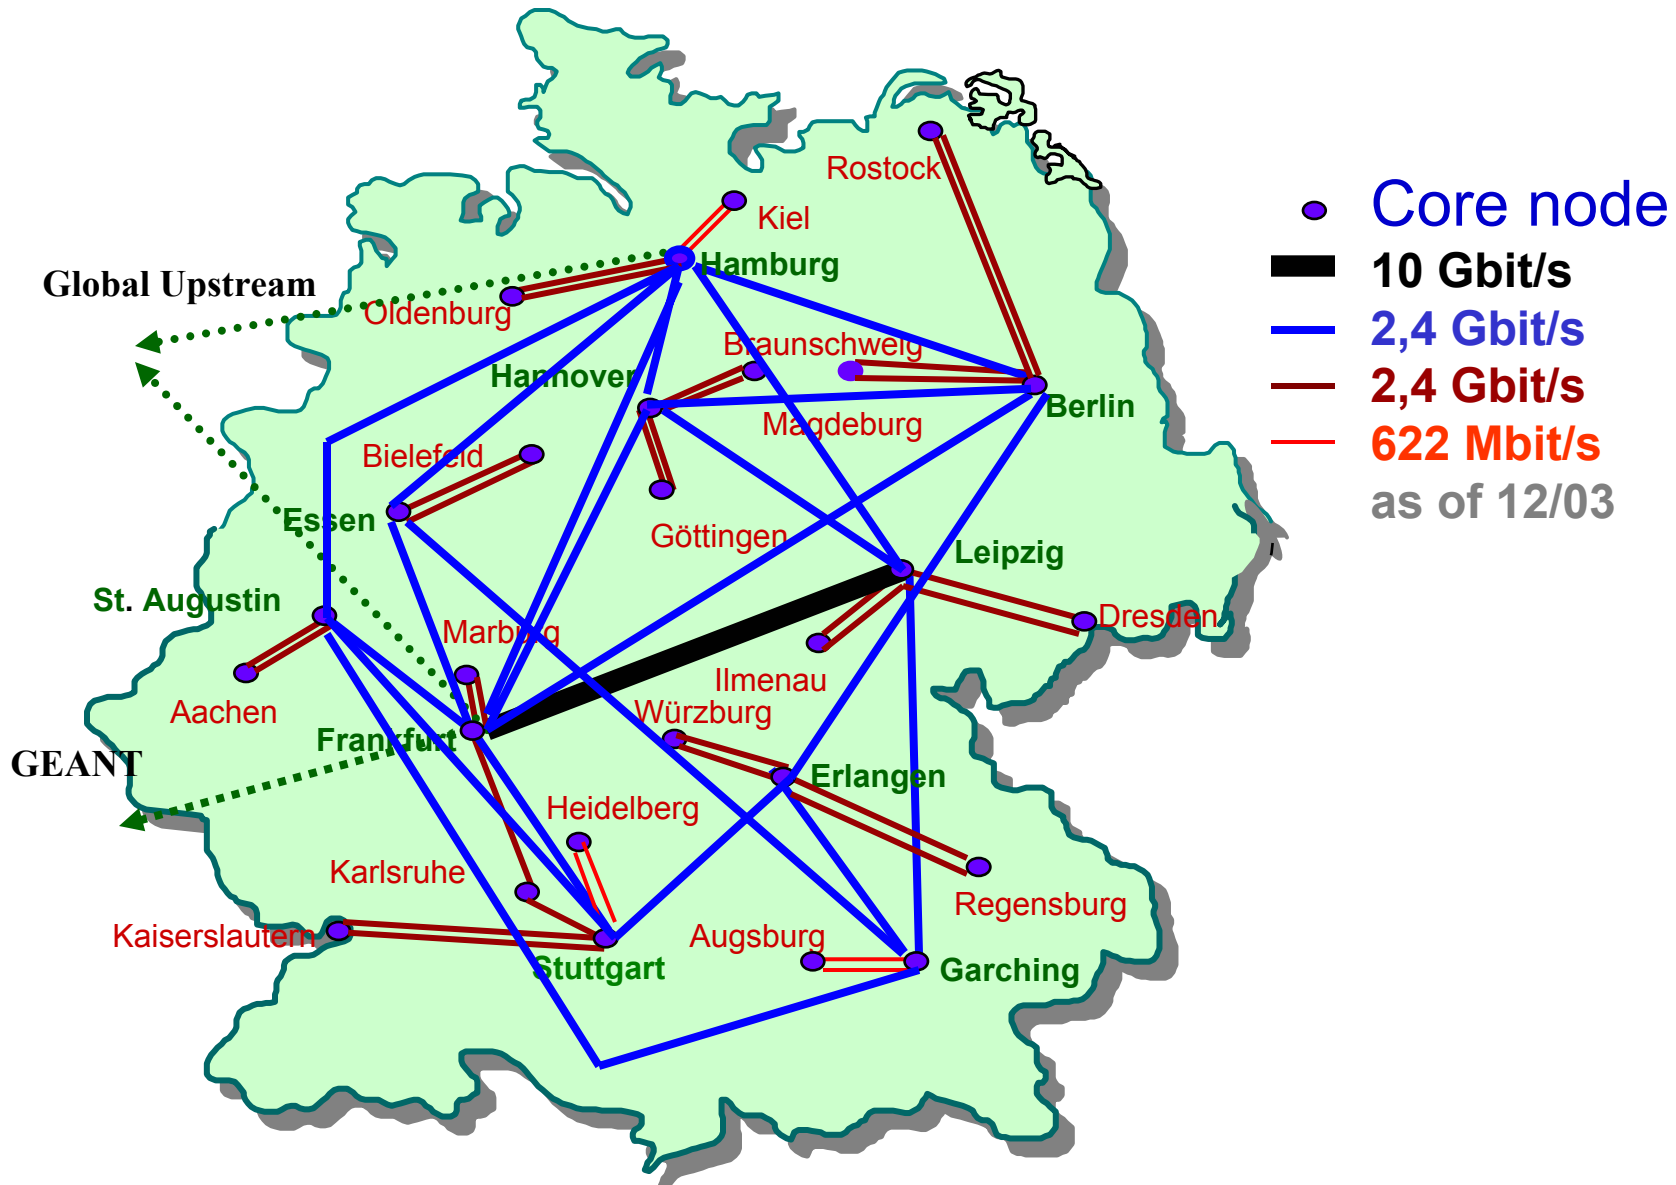 Rostock
Kiel
Hamburg
Global Upstream
Oldenburg
Braunschweig
Hannover
Berlin
Magdeburg
Bielefeld
Essen
Göttingen
Leipzig
St. Augustin
Marburg
Dresden
Ilmenau
Aachen
Würzburg
Frankfurt
GEANT
Erlangen
Heidelberg
Karlsruhe
Regensburg
Kaiserslautern
Augsburg
Stuttgart
Garching
Core node
10 Gbit/s
2,4 Gbit/s
2,4 Gbit/s
622 Mbit/s
as of 12/03